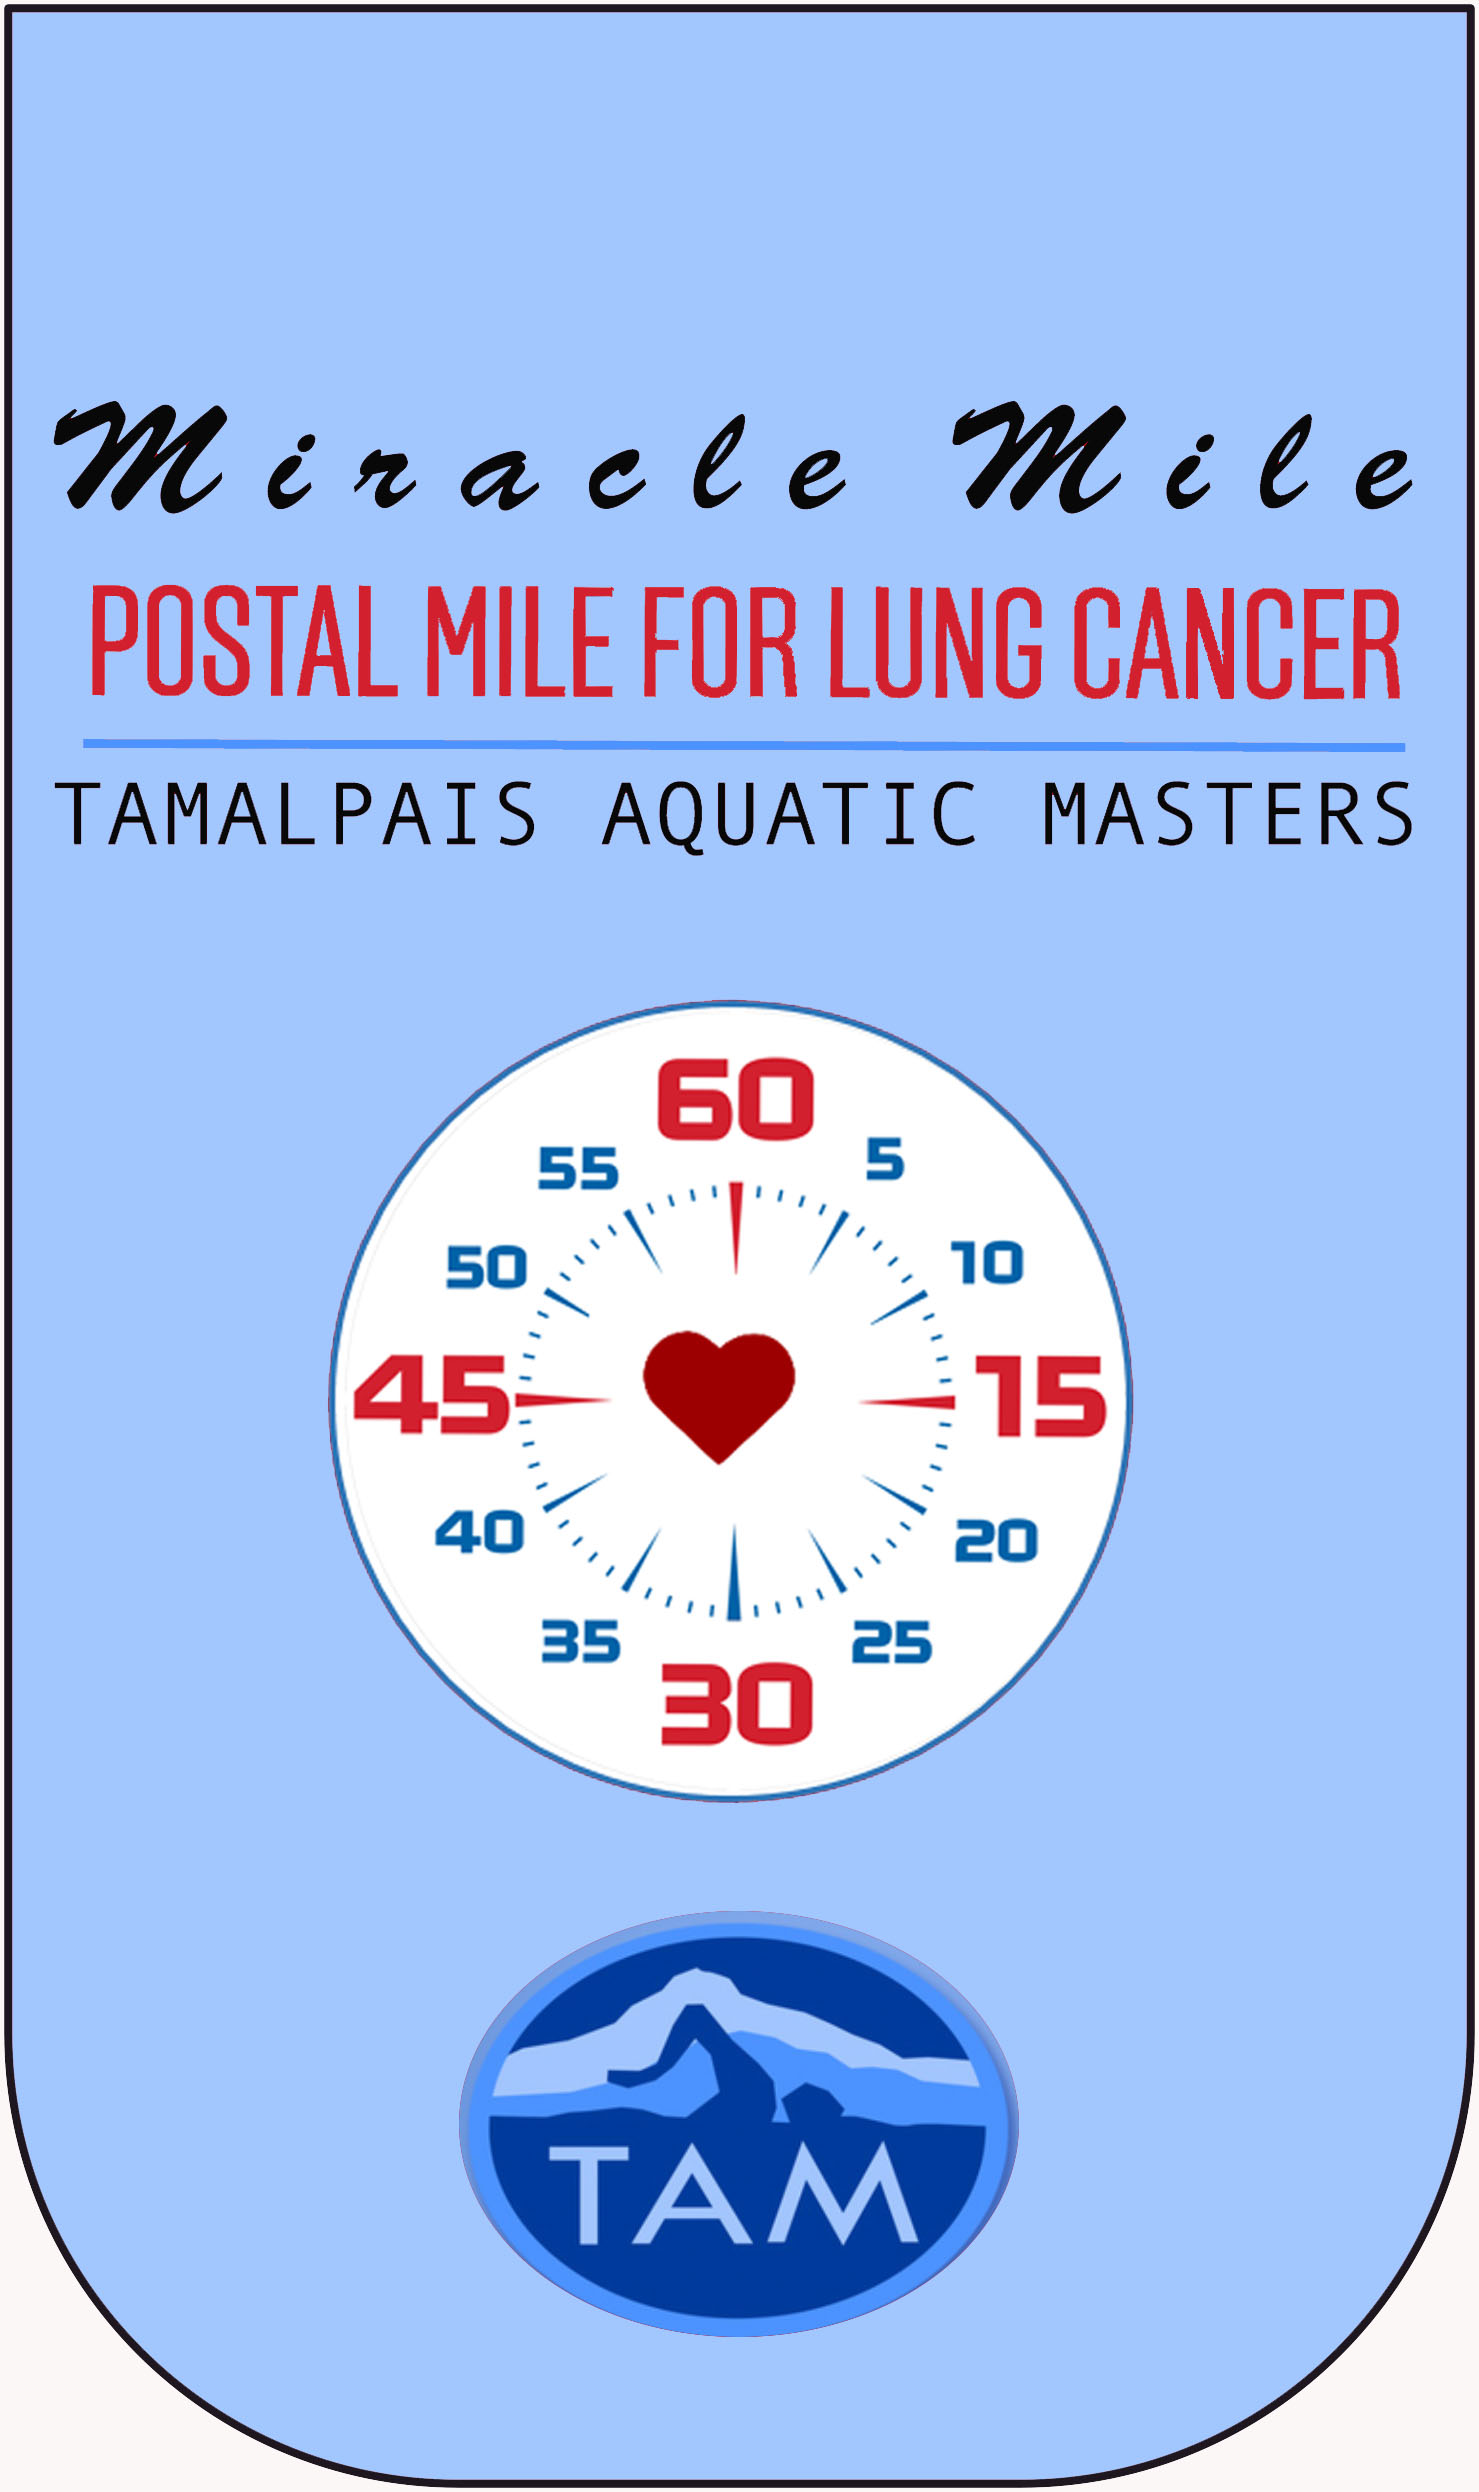 Miracle Mile
POSTAL MILE FOR LUNG CANCER
TAMALPAIS AQUATIC MASTERS
60
55 5
50 10
45 15
40 20
35 25
30
TAM